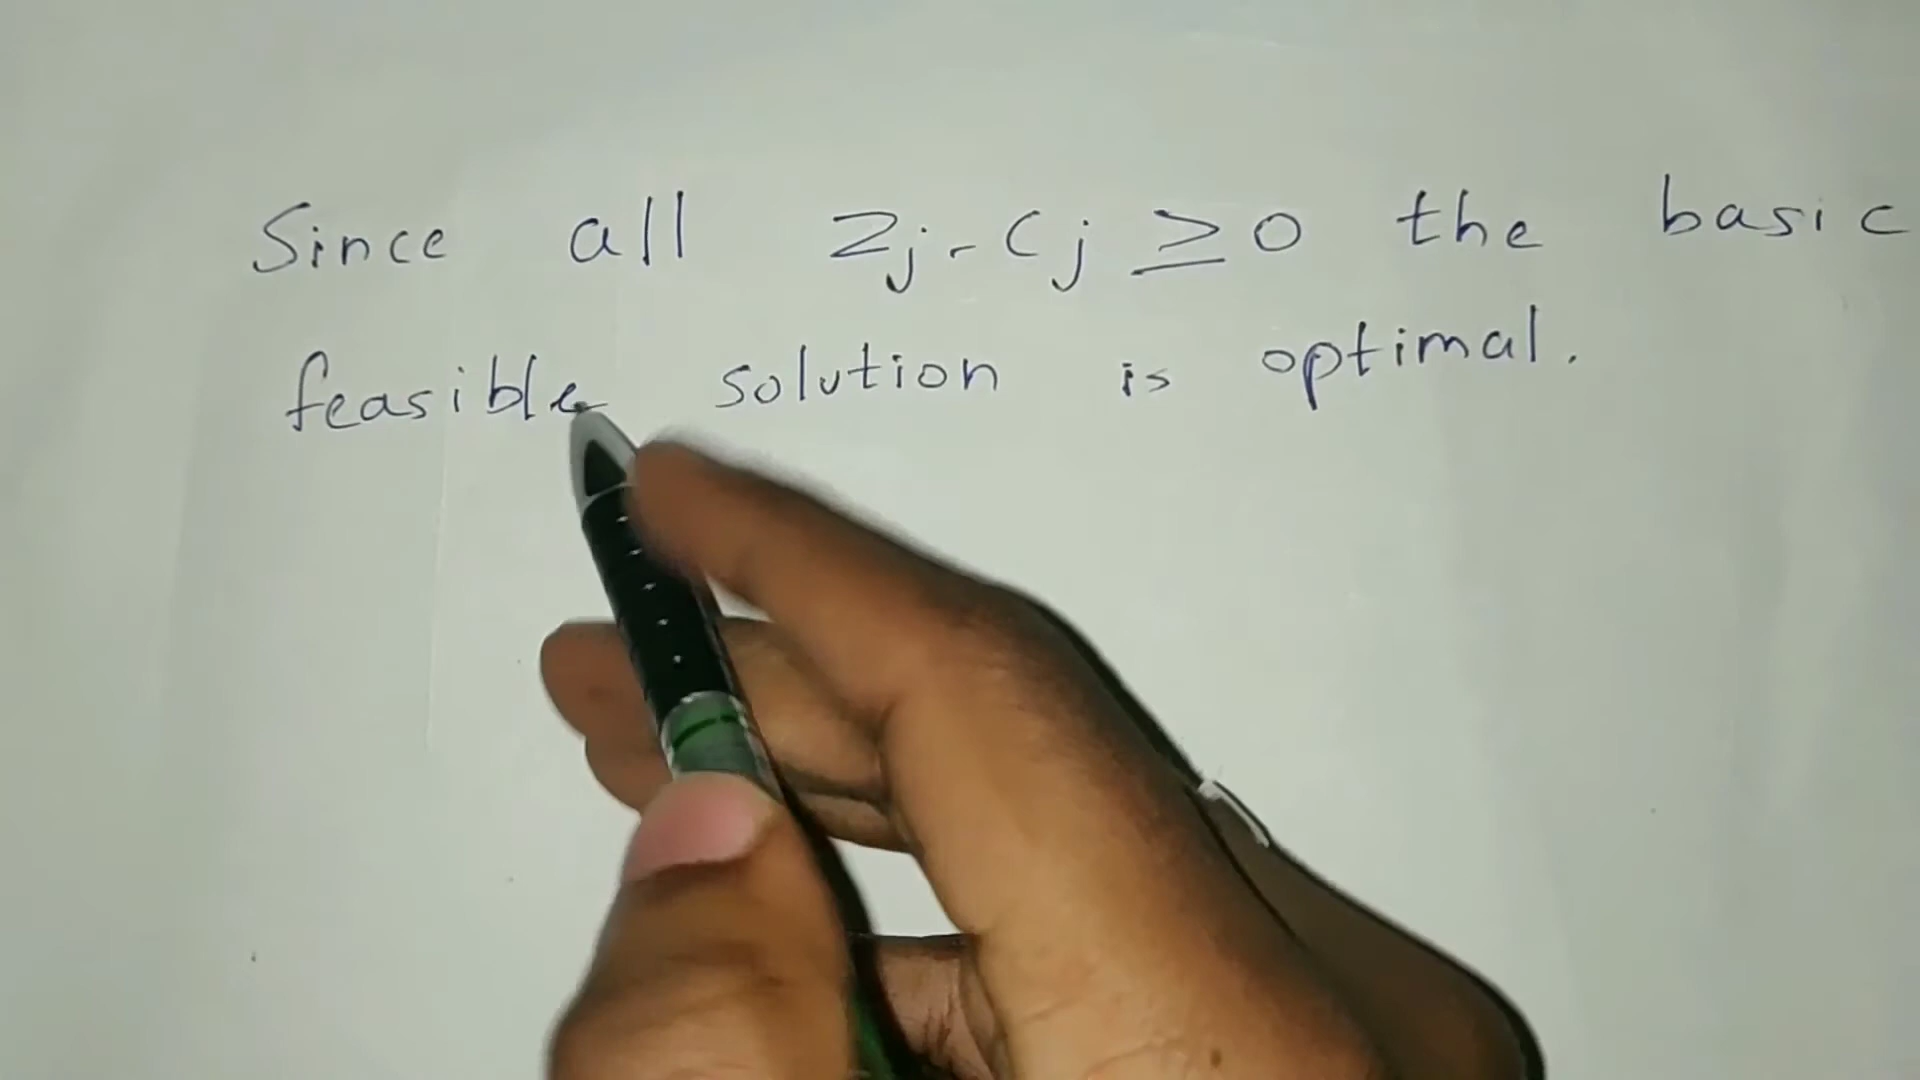 Since all Zj - Cj ≥ 0 the basic
feasible solution is optimal.